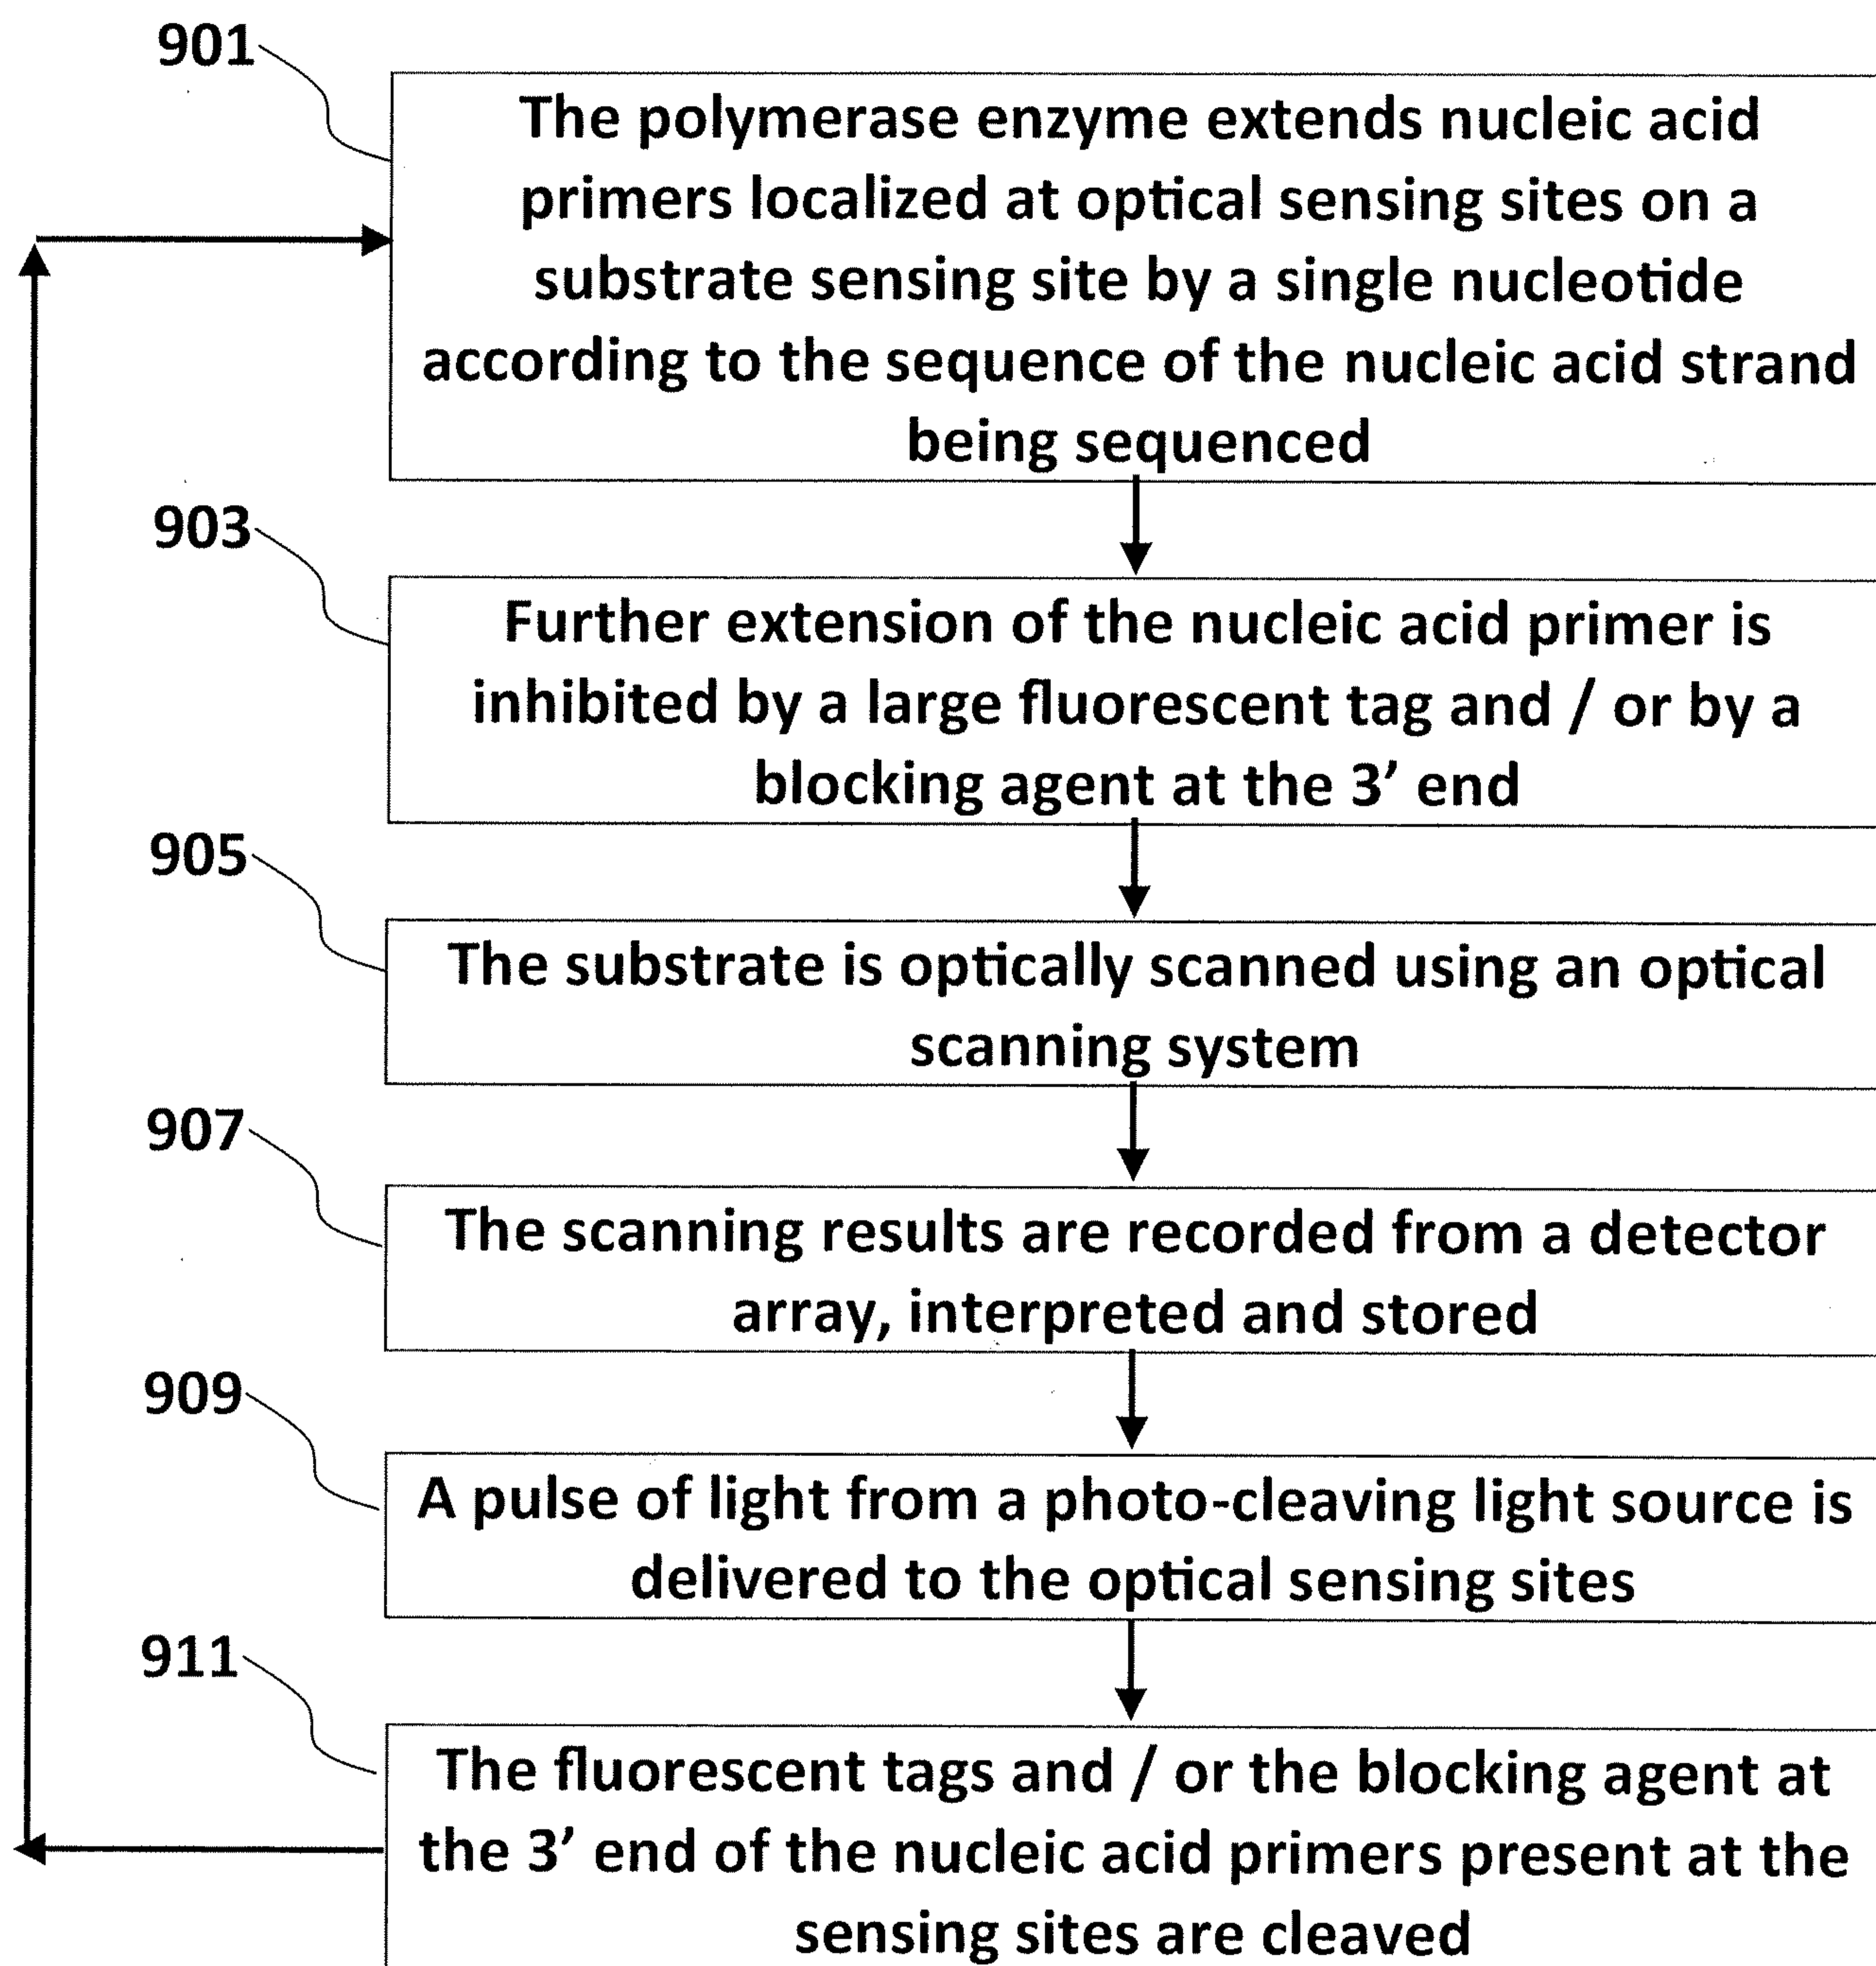 901
The polymerase enzyme extends nucleic acid
primers localized at optical sensing sites on a
substrate sensing site by a single nucleotide
according to the sequence of the nucleic acid strand
being sequenced
903
Further extension of the nucleic acid primer is
inhibited by a large fluorescent tag and / or by a
blocking agent at the 3’ end
905
The substrate is optically scanned using an optical
scanning system
907
The scanning results are recorded from a detector
array, interpreted and stored
909
A pulse of light from a photo-cleaving light source is
delivered to the optical sensing sites
911
The fluorescent tags and / or the blocking agent at
the 3’ end of the nucleic acid primers present at the
sensing sites are cleaved